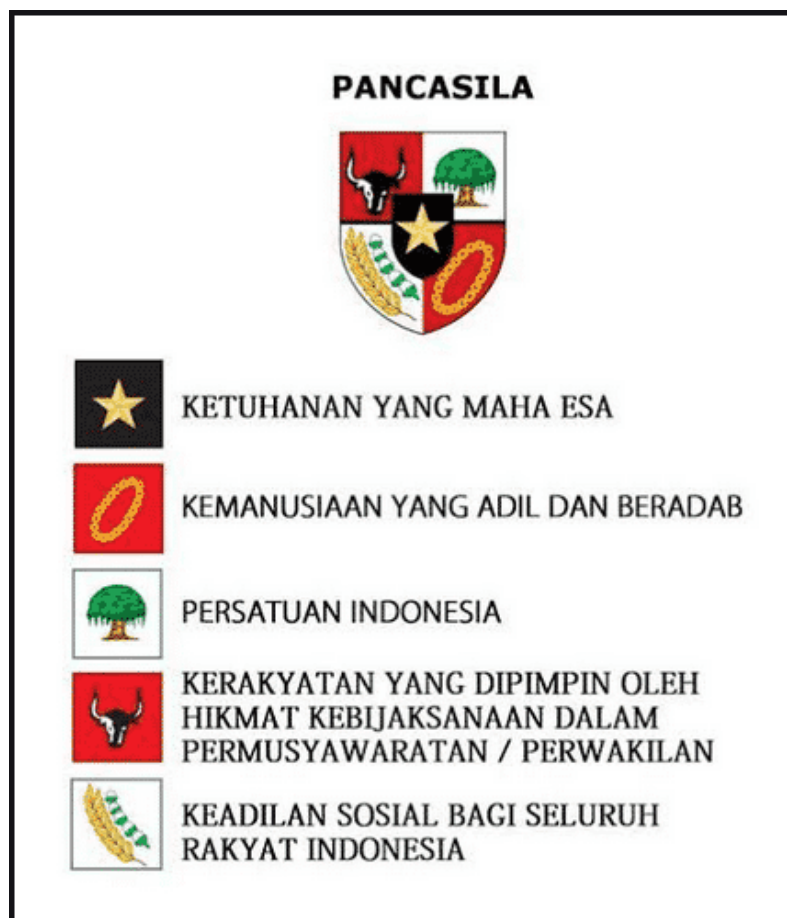 PANCASILA
KETUHANAN YANG MAHA ESA
KEMANUSIAAN YANG ADIL DAN BERADAB
PERSATUAN INDONESIA
KERAKYATAN YANG DIPIMPIN OLEH
HIKMAT KEBIJAKSANAAN DALAM
PERMUSYAWARATAN / PERWAKILAN
KEADILAN SOSIAL BAGI SELURUH
RAKYAT INDONESIA